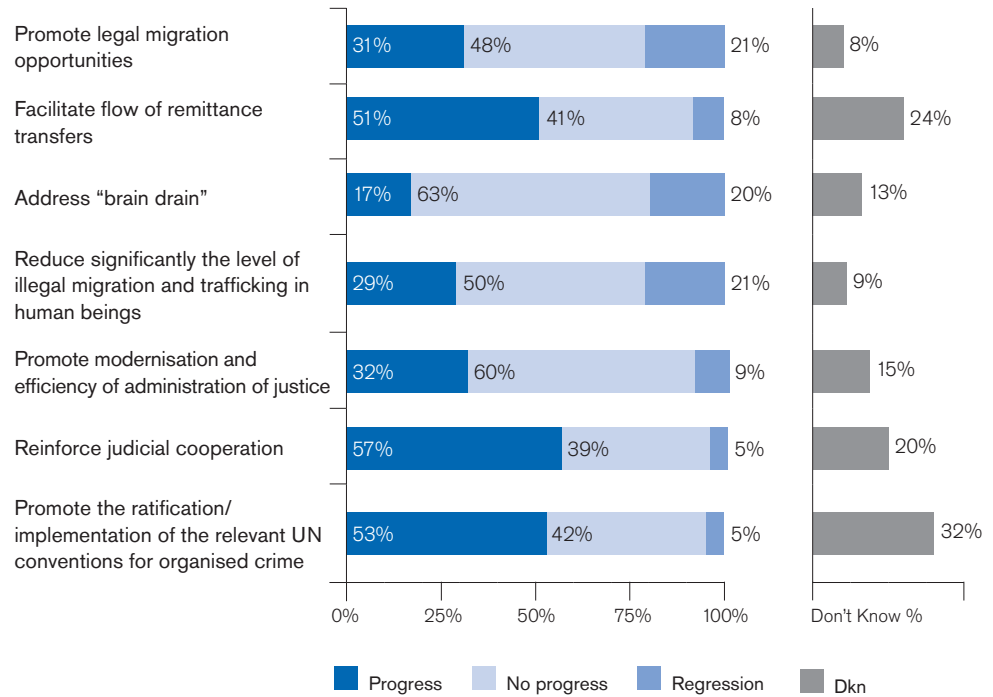 Promote legal migration
opportunities
31% 48% 21% 8%
Facilitate flow of remittance
transfers
51% 41% 8% 24%
Address “brain drain”
17% 63% 20% 13%
Reduce significantly the level of
illegal migration and trafficking in
human beings
29% 50% 21% 9%
Promote modernisation and
efficiency of administration of justice
32% 60% 9% 15%
Reinforce judicial cooperation
57% 39% 5% 20%
Promote the ratification/
implementation of the relevant UN
conventions for organised crime
53% 42% 5% 32%
0% 25% 50% 75% 100% Don't Know %
Progress No progress Regression Dkn